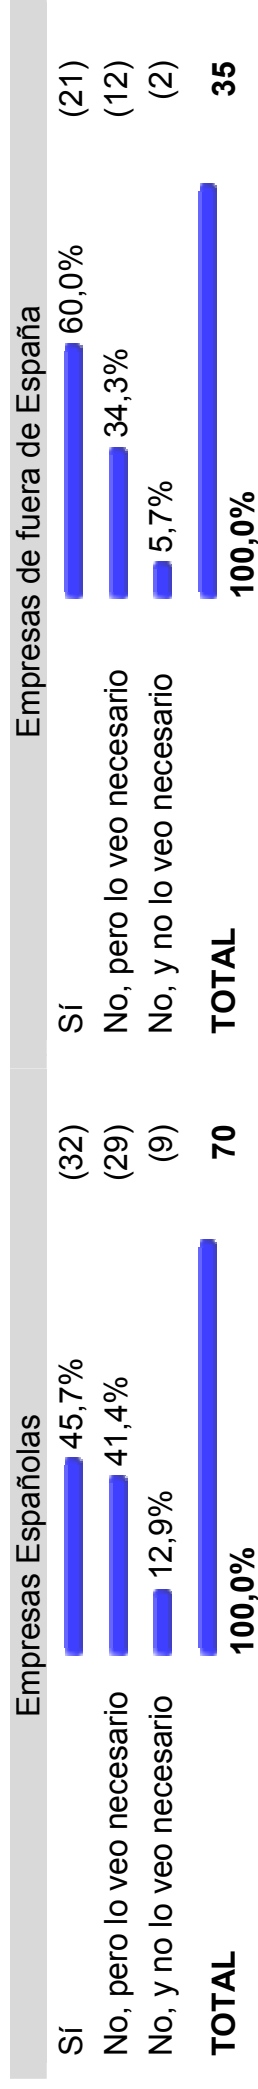 Empresas Españolas
Sí 45,7% (32)
No, pero lo veo necesario 41,4% (29)
No, y no lo veo necesario 12,9% (9)
TOTAL 70
100,0%
Empresas de fuera de España
Sí 60,0% (21)
No, pero lo veo necesario 34,3% (12)
No, y no lo veo necesario 5,7% (2)
TOTAL 35
100,0%